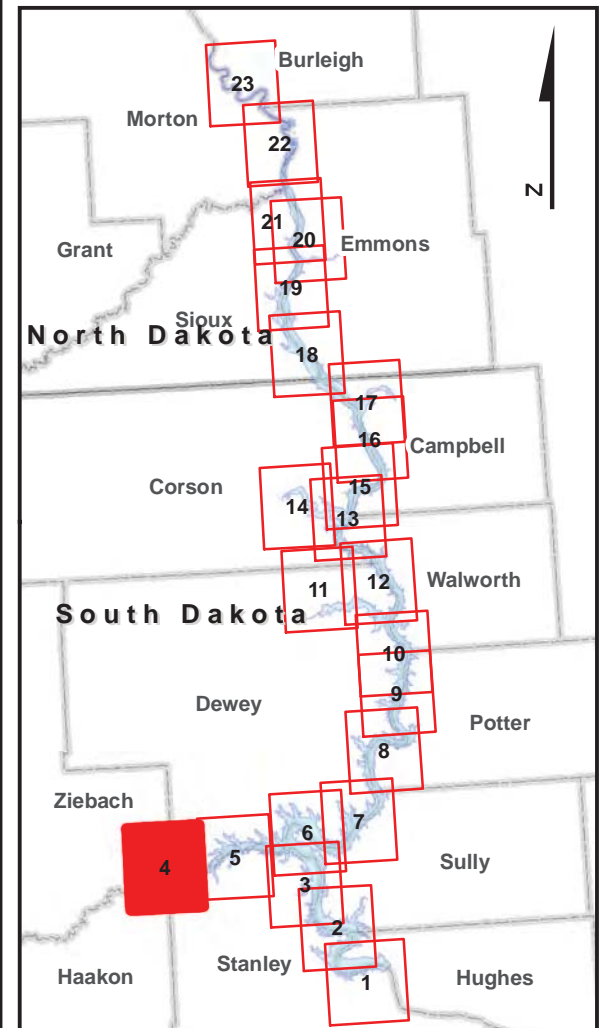 Burleigh
23
Morton
22
N
21
20
Emmons
Grant
19
Sioux
North Dakota
18
17
16
Campbell
15
Corson
14
13
12
Walworth
11
South Dakota
10
9
Dewey
Potter
8
Ziebach
7
6
5
4
Sully
3
2
Stanley
Haakon
1
Hughes